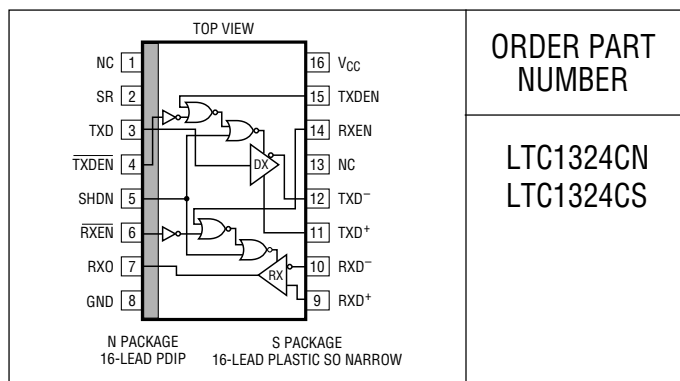 TOP VIEW
NC 1
SR 2
TXD 3
TXDEN 4
SHDN 5
RXEN 6
RXO 7
GND 8
16 VCC
15 TXDEN
14 RXEN
13 NC
12 TXD–
11 TXD+
10 RXD–
9 RXD+
DX
RX
N PACKAGE
16-LEAD PDIP
S PACKAGE
16-LEAD PLASTIC SO NARROW
ORDER PART
NUMBER
LTC1324CN
LTC1324CS